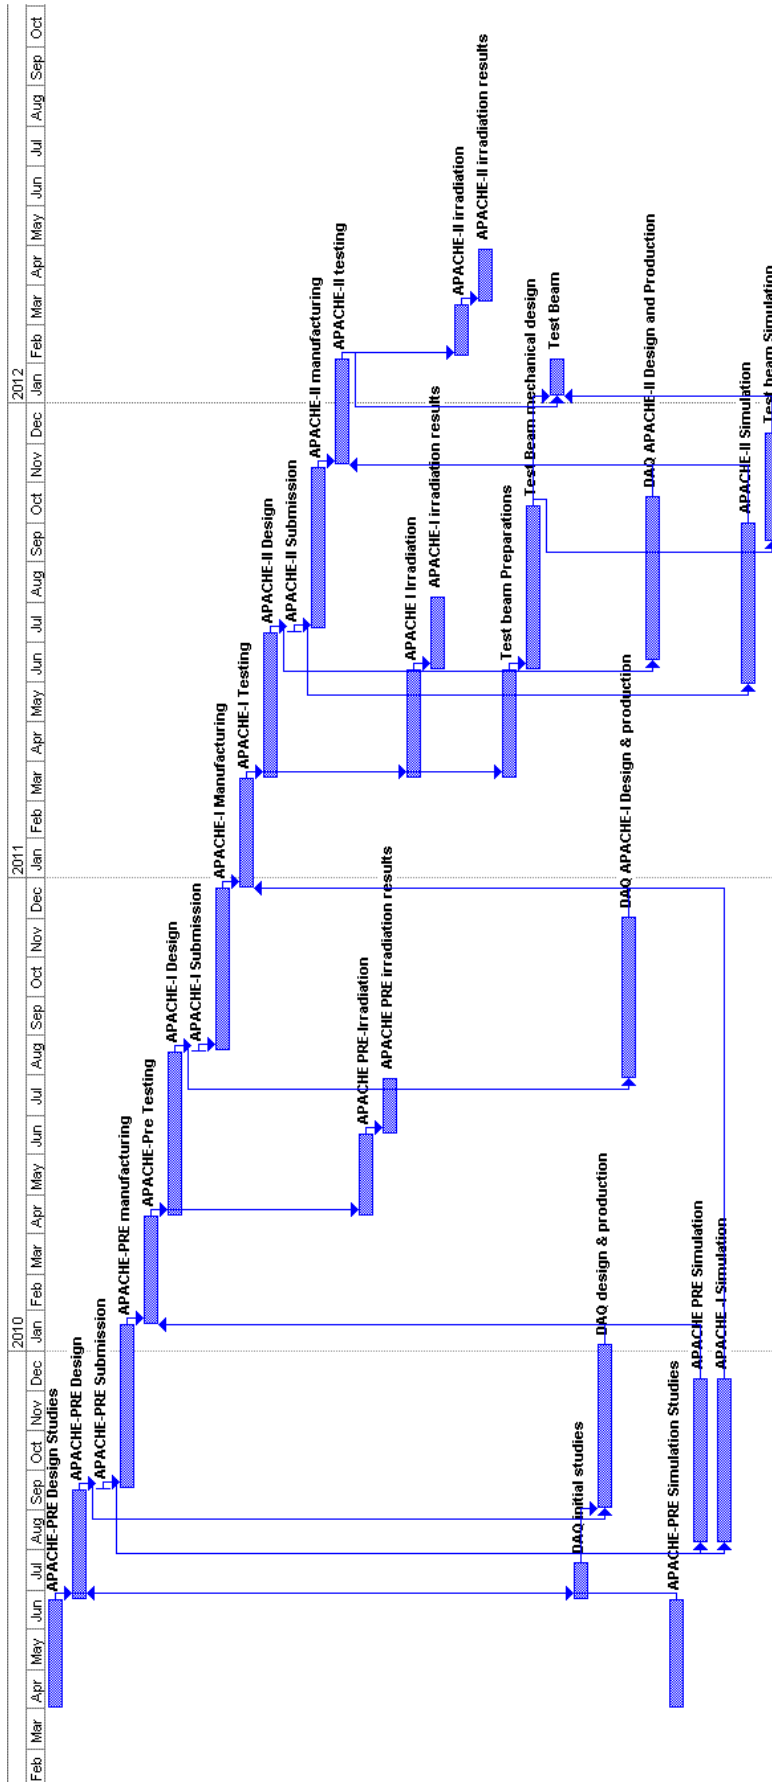 2010 2011 2012
Feb Mar Apr May Jun Jul Aug Sep Oct Nov Dec Jan Feb Mar Apr May Jun Jul Aug Sep Oct Nov Dec Jan Feb Mar Apr May Jun Jul Aug Sep Oct Nov Dec Jan Feb Mar Apr May Jun Jul Aug Sep Oct
APACHE-PRE Design Studies
APACHE-PRE Design
APACHE-PRE Submission
APACHE-PRE manufacturing
APACHE-Pre Testing
APACHE-I Design
APACHE-I Submission
APACHE-I Manufacturing
APACHE-I Testing
APACHE-II Design
APACHE-II Submission
APACHE-II manufacturing
APACHE-II testing
APACHE PRE-Irradiation
APACHE PRE irradiation results
APACHE I Irradiation
APACHE-I irradiation results
APACHE-II irradiation
APACHE-II irradiation results
Test beam Preparations
Test Beam mechanical design
Test Beam
DAQ initial studies
DAQ design & production
DAQ APACHE-I Design & production
DAQ APACHE-II Design and Production
APACHE-PRE Simulation Studies
APACHE PRE Simulation
APACHE -I Simulation
APACHE-II Simulation
Test beam Simulation